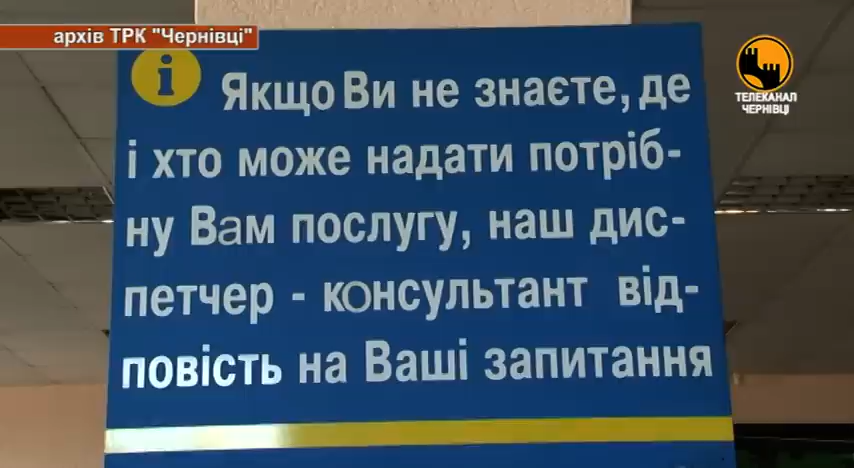 архів ТРК "Чернівці"
i
ТЕЛЕКАНАЛ
ЧЕРНІВЦІ
Якщо Ви не знаєте, де
і хто може надати потріб-
ну Вам послугу, наш дис-
петчер - консультант від-
повість на Ваші запитання